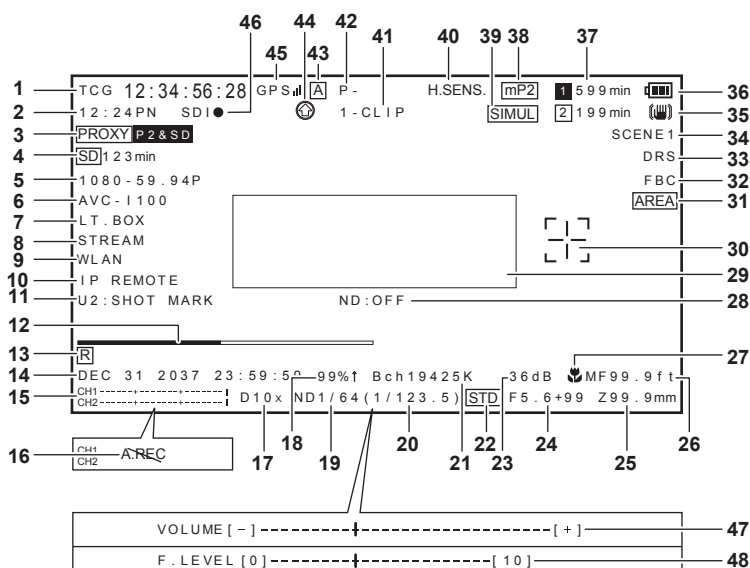 46 44 42
45 43 41 40 39 38 37
1 TCG 12:34:56:28 GPS A P- H.SENS. mP2 1 599min 36
2 12:24PN SDI● 1-CLIP SIMUL 2 199min 35
3 PROXY P2&SD SCENE1 34
4 SD 123min DRS 33
5 1080-59.94P FBC 32
6 AVC-I100 AREA 31
7 LT.BOX
8 STREAM 30
9 WLAN
10 IP REMOTE 29
11 U2:SHOT MARK ND:OFF 28
12
13 R 27
14 DEC 31 2037 23:59:59 99%↑ Bch19425K 36dB MF99.9ft
15 CH1 CH2 D10x ND1/64(1/123.5) STD F5.6+99 Z99.9mm
16 CH1 CH2 A.REC 17 18 19 20 21 22 23 24 25 26
VOLUME[-]-----------+---------------------[+] 47
F.LEVEL[0]----------+---------------[10] 48